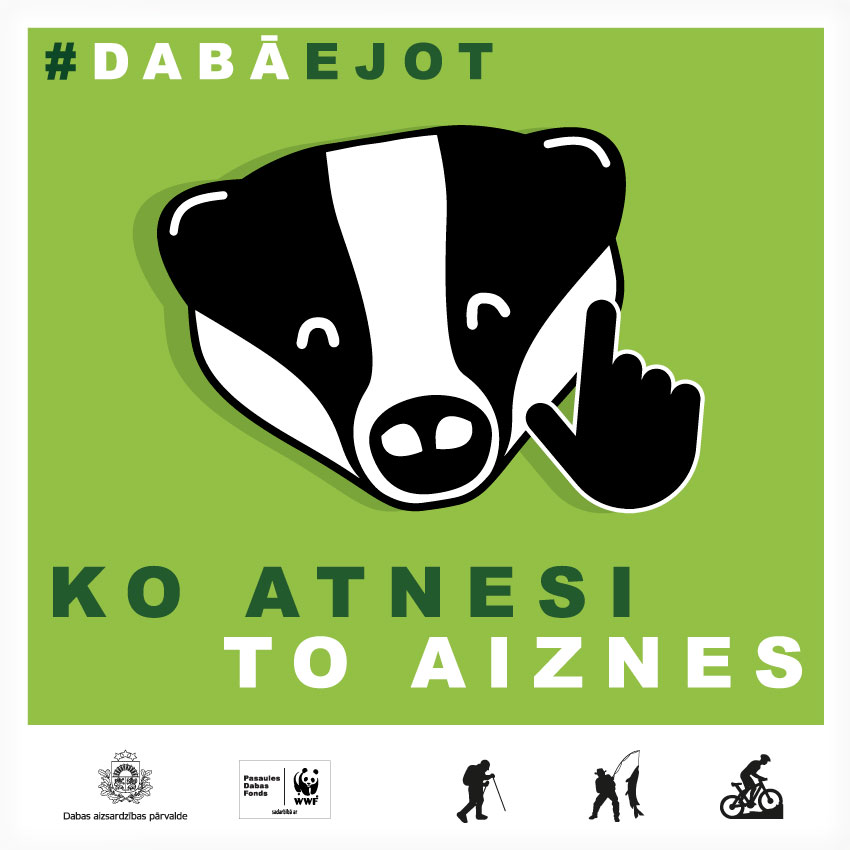 #DABĀEJOT
KO ATNESI
TO AIZNES
Dabas aizsardzības pārvalde
Pasaules
Dabas
Fonds
WWF
sadarbībā ar